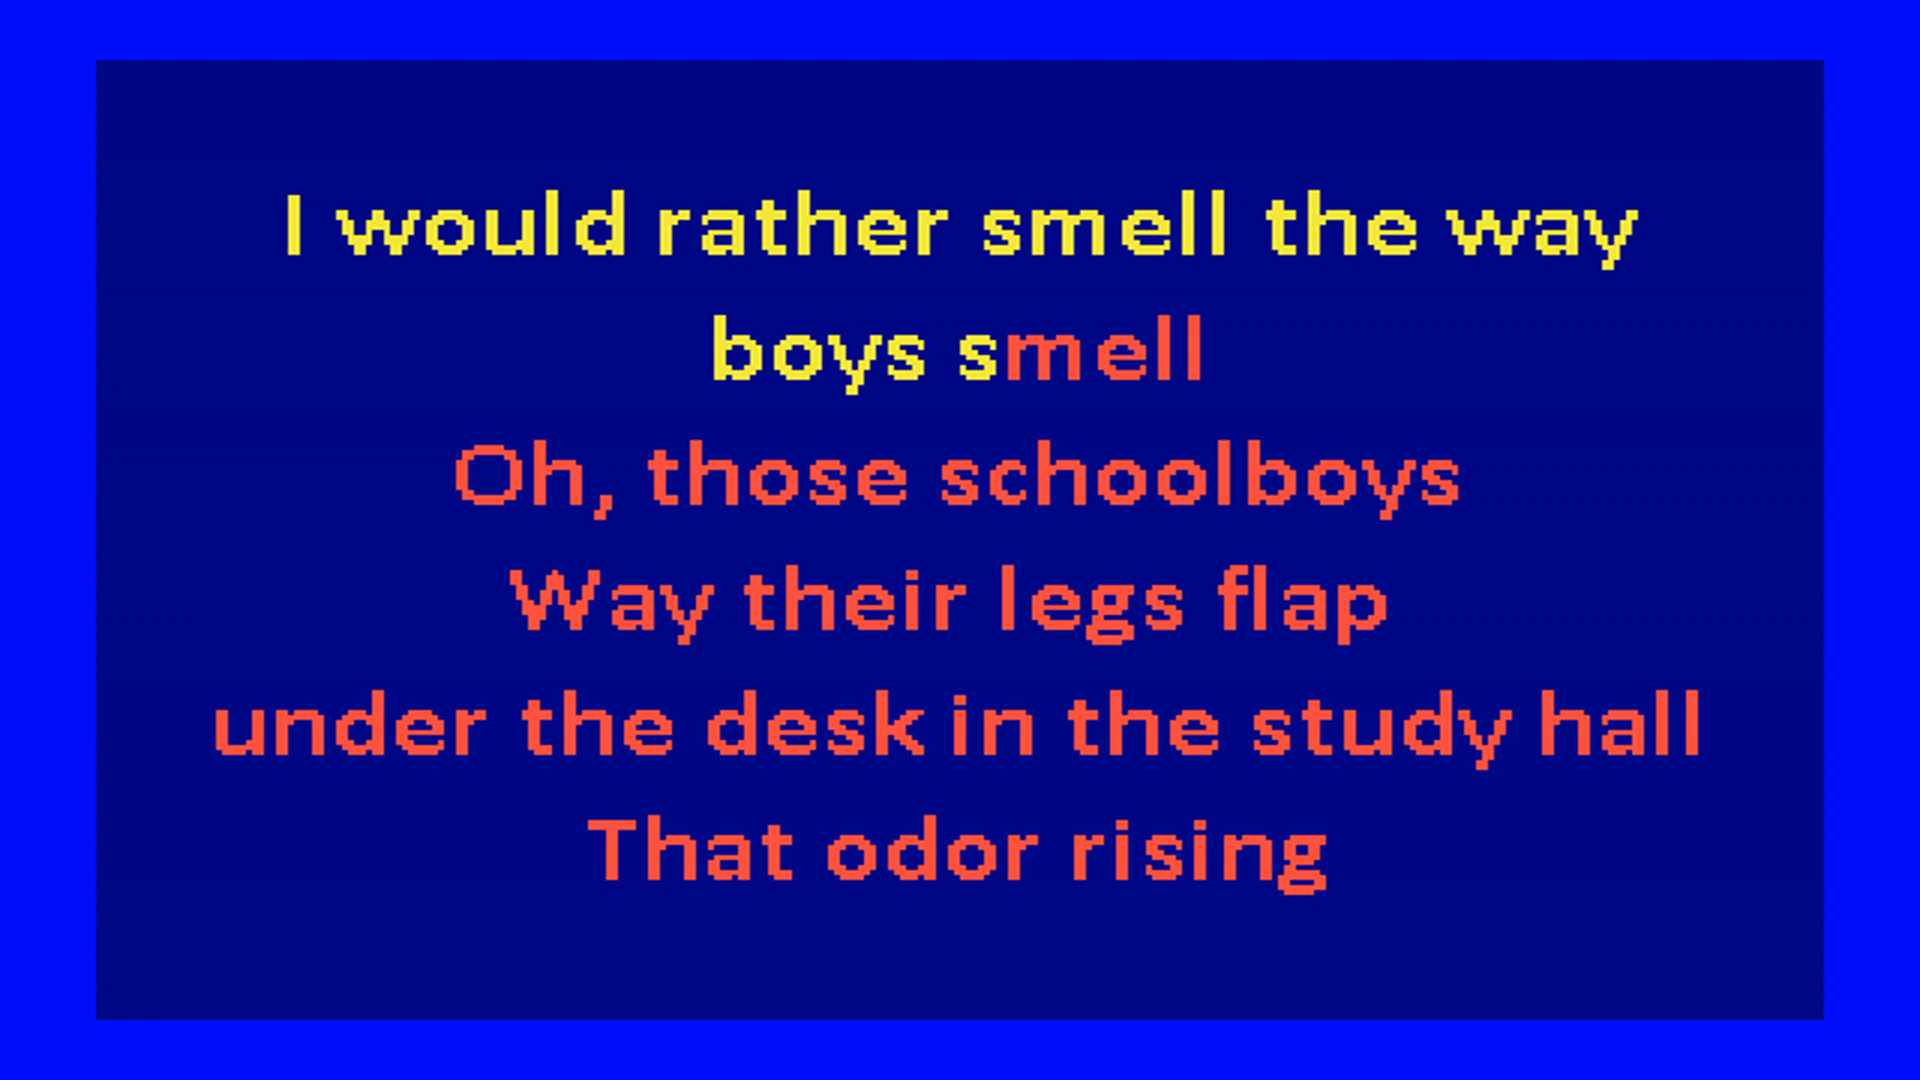 I would rather smell the way
boys smell
Oh, those schoolboys
Way their legs flap
under the desk in the study hall
That odor rising